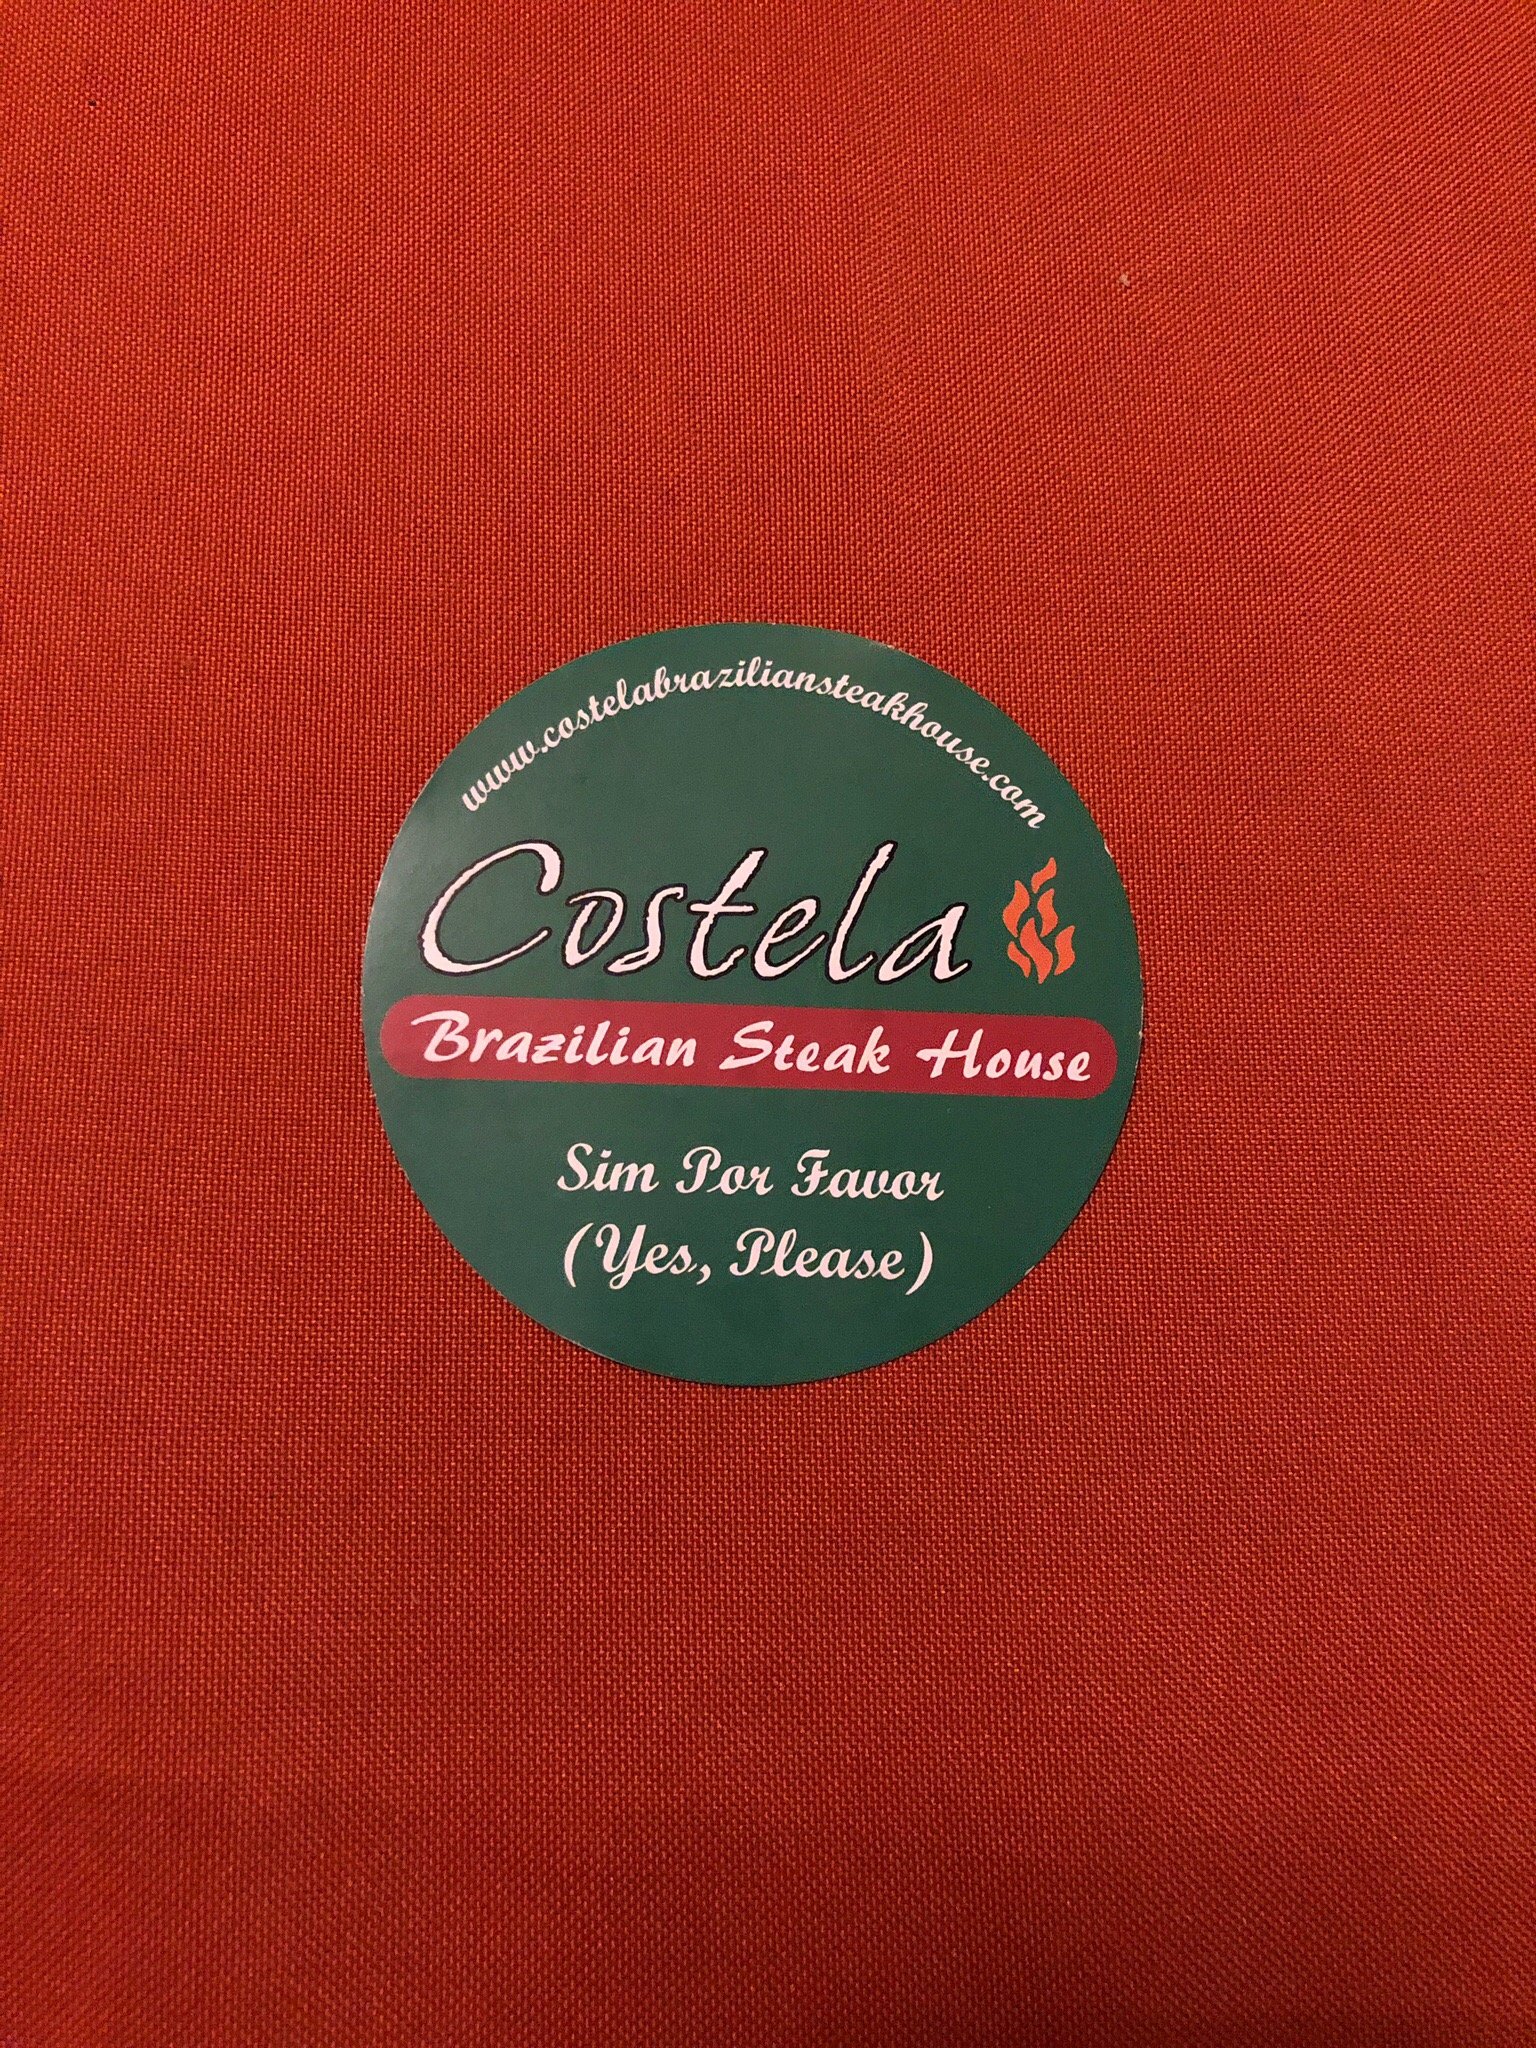 www.costelabraziliansteakhouse.com
Costela
Brazilian Steak House
Sim Por Favor
(Yes, Please)